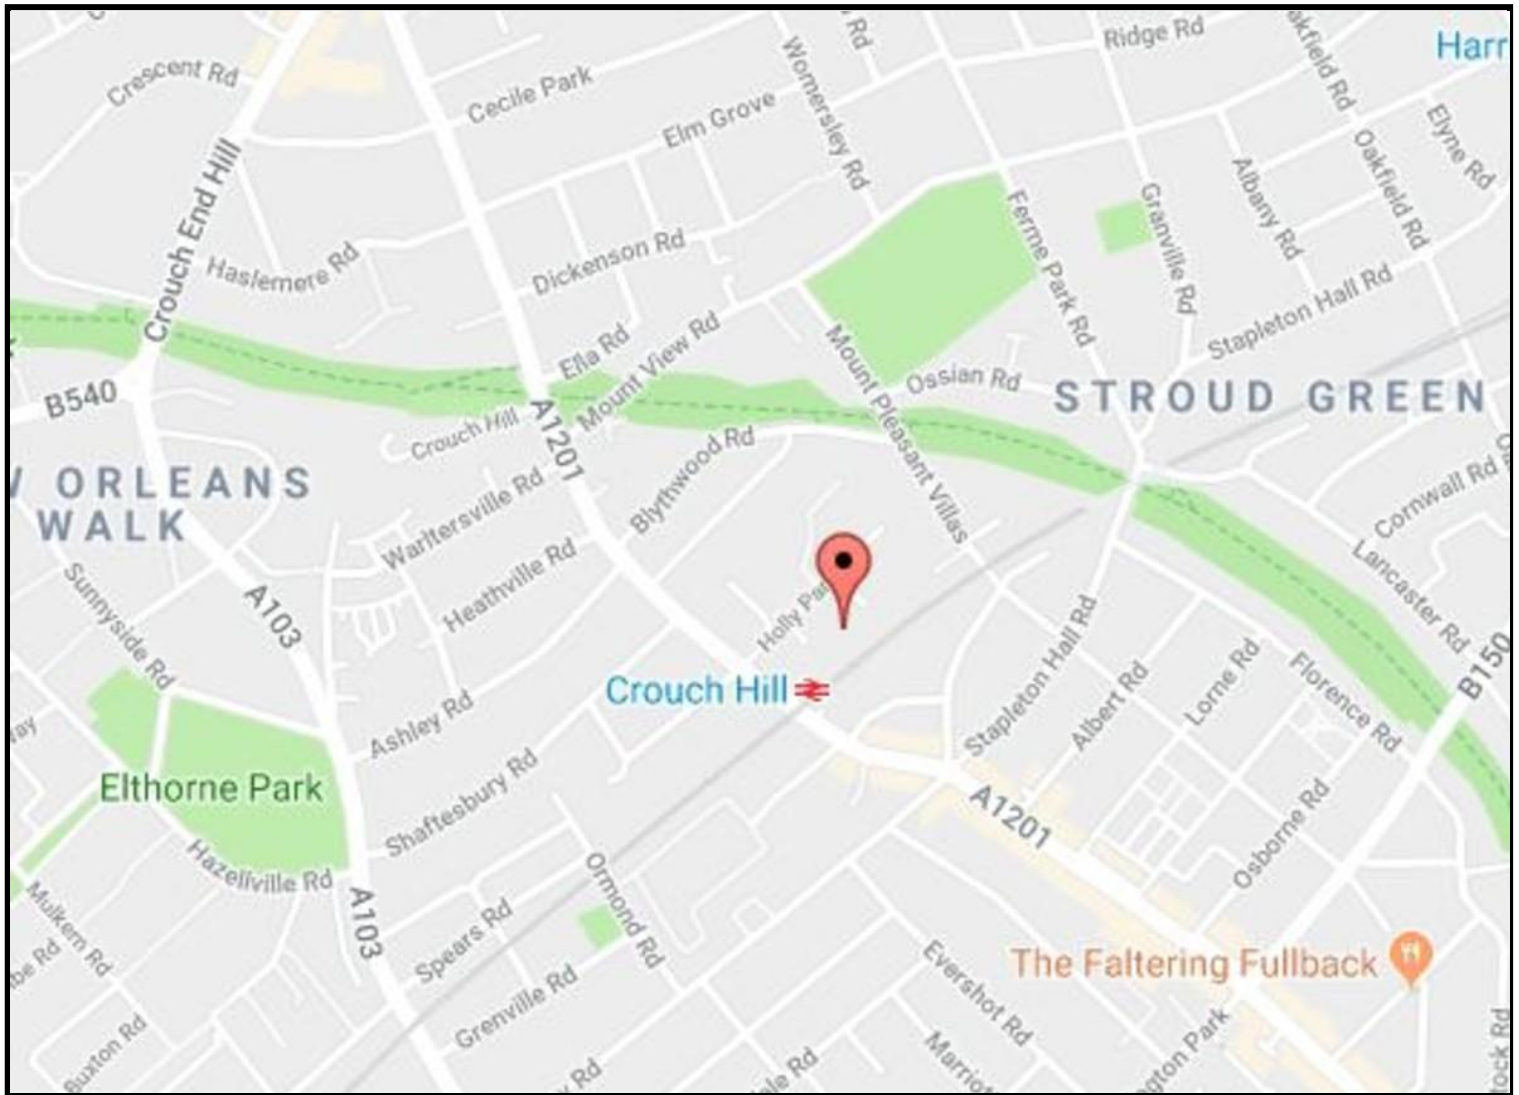 Ridge Rd
Harr
Crescent Rd
Cecile Park
Womersley Rd
Elm Grove
Oakfield Rd
Elyne Rd
Crouch End Hill
Albany Rd
Granville Rd
Ferme Park Rd
Haslemere Rd
Dickenson Rd
Stapleton Hall Rd
Ella Rd
Mount View Rd
Mount Pleasant Villas
Ossian Rd
B540
STROUD GREEN
Crouch Hill
A1201
Blythwood Rd
ORLEANS
WALK
Warltersville Rd
Cornwall Rd
Heathville Rd
Lancaster Rd
Sunnyside Rd
A103
Holly
Crouch Hill
B150
Stapleton Hall Rd
Albert Rd
Lorne Rd
Florence Rd
Ashley Rd
Elthorne Park
Shaftesbury Rd
A1201
Osborne Rd
Hazellville Rd
Mulkern Rd
A103
Ormond Rd
Spears Rd
Evershot Rd
The Faltering Fullback
Grenville Rd
Buxton Rd
Oakfield Rd